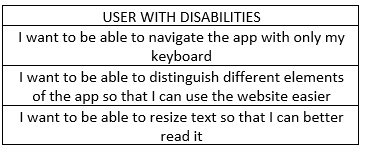 USER WITH DISABILITIES
I want to be able to navigate the app with only my
keyboard
I want to be able to distinguish different elements
of the app so that I can use the website easier
I want to be able to resize text so that I can better
read it